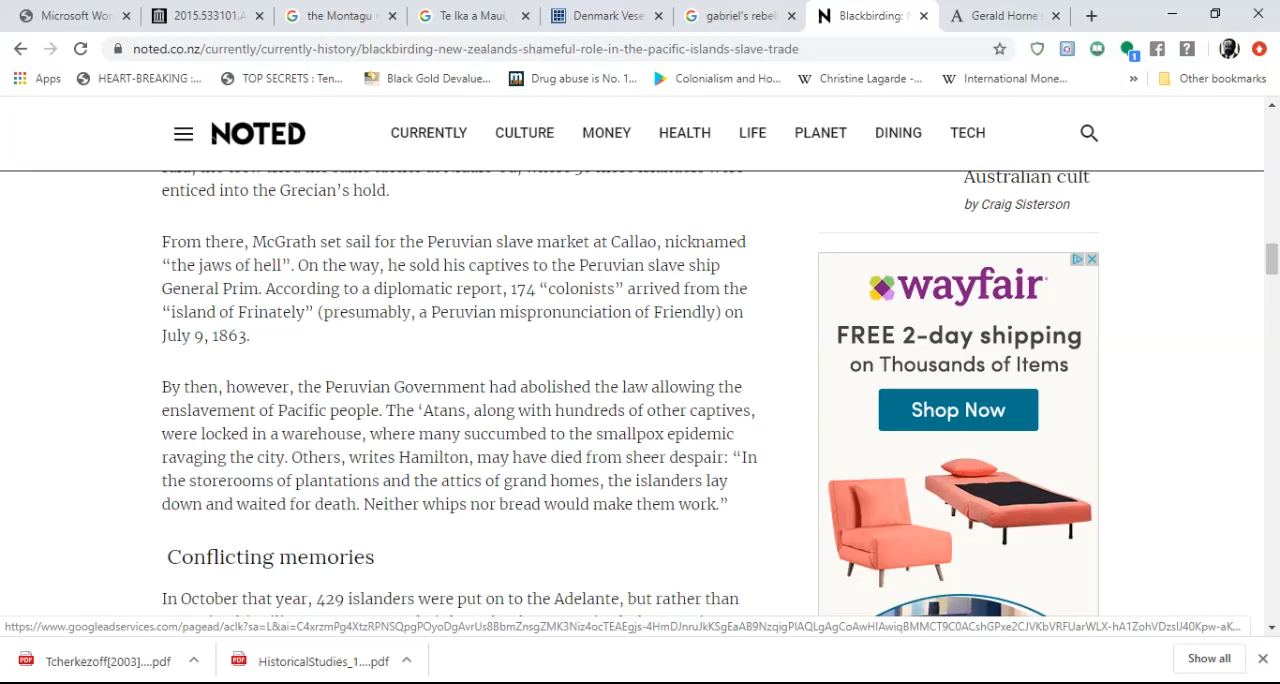 Microsoft Wor
2015.533101.A
the Montagu
Te Ika a Maui,
Denmark Vese
gabriel's rebel
Blackbirding:
Gerald Horne'
noted.co.nz/currently/currently-history/blackbirding-new-zealands-shameful-role-in-the-pacific-islands-slave-trade
1
Apps
HEART-BREAKING :...
TOP SECRETS : Ten...
Black Gold Devalue...
Drug abuse is No. 1...
Colonialism and Ho...
Christine Lagarde -...
International Mone...
»
Other bookmarks
NOTED
CURRENTLY
CULTURE
MONEY
HEALTH
LIFE
PLANET
DINING
TECH
enticed into the Grecian's hold.
Australian cult
by Craig Sisterson
From there, McGrath set sail for the Peruvian slave market at Callao, nicknamed
“the jaws of hell”. On the way, he sold his captives to the Peruvian slave ship
General Prim. According to a diplomatic report, 174 “colonists” arrived from the
“island of Frinately” (presumably, a Peruvian mispronunciation of Friendly) on
July 9, 1863.
By then, however, the Peruvian Government had abolished the law allowing the
enslavement of Pacific people. The ‘Atans, along with hundreds of other captives,
were locked in a warehouse, where many succumbed to the smallpox epidemic
ravaging the city. Others, writes Hamilton, may have died from sheer despair: “In
the storerooms of plantations and the attics of grand homes, the islanders lay
down and waited for death. Neither whips nor bread would make them work.”
Conflicting memories
In October that year, 429 islanders were put on to the Adelante, but rather than
wayfair
FREE 2-day shipping
on Thousands of Items
Shop Now
Tcherkezoff[2003]....pdf
HistoricalStudies_1....pdf
Show all